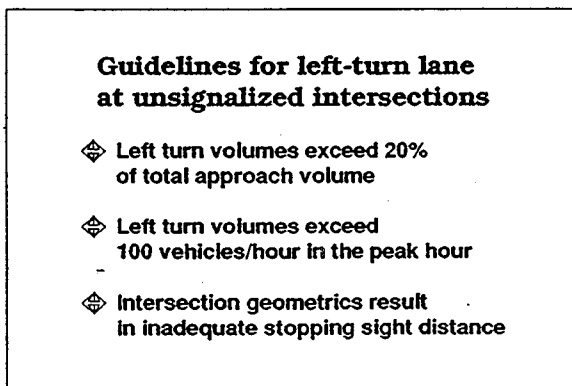 Guidelines for left-turn lane
at unsignalized intersections
Left turn volumes exceed 20%
of total approach volume
Left turn volumes exceed
100 vehicles/hour in the peak hour
Intersection geometrics result
in inadequate stopping sight distance